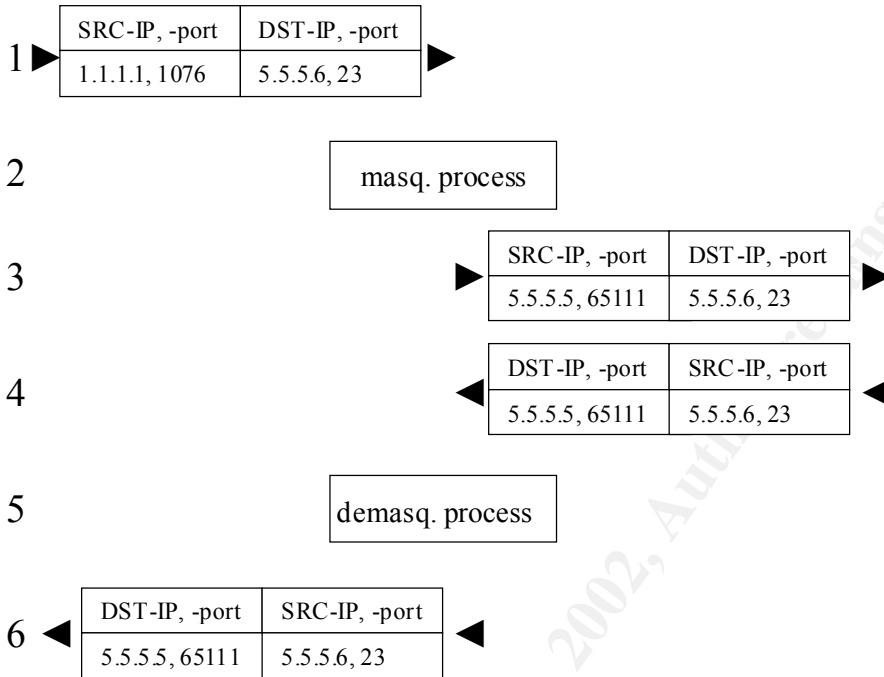 1
SRC-IP, -port DST-IP, -port
1.1.1.1, 1076 5.5.5.6, 23
2
masq. process
3
SRC-IP, -port DST-IP, -port
5.5.5.5, 65111 5.5.5.6, 23
4
DST-IP, -port SRC-IP, -port
5.5.5.5, 65111 5.5.5.6, 23
5
demasq. process
6
DST-IP, -port SRC-IP, -port
5.5.5.5, 65111 5.5.5.6, 23
2002,